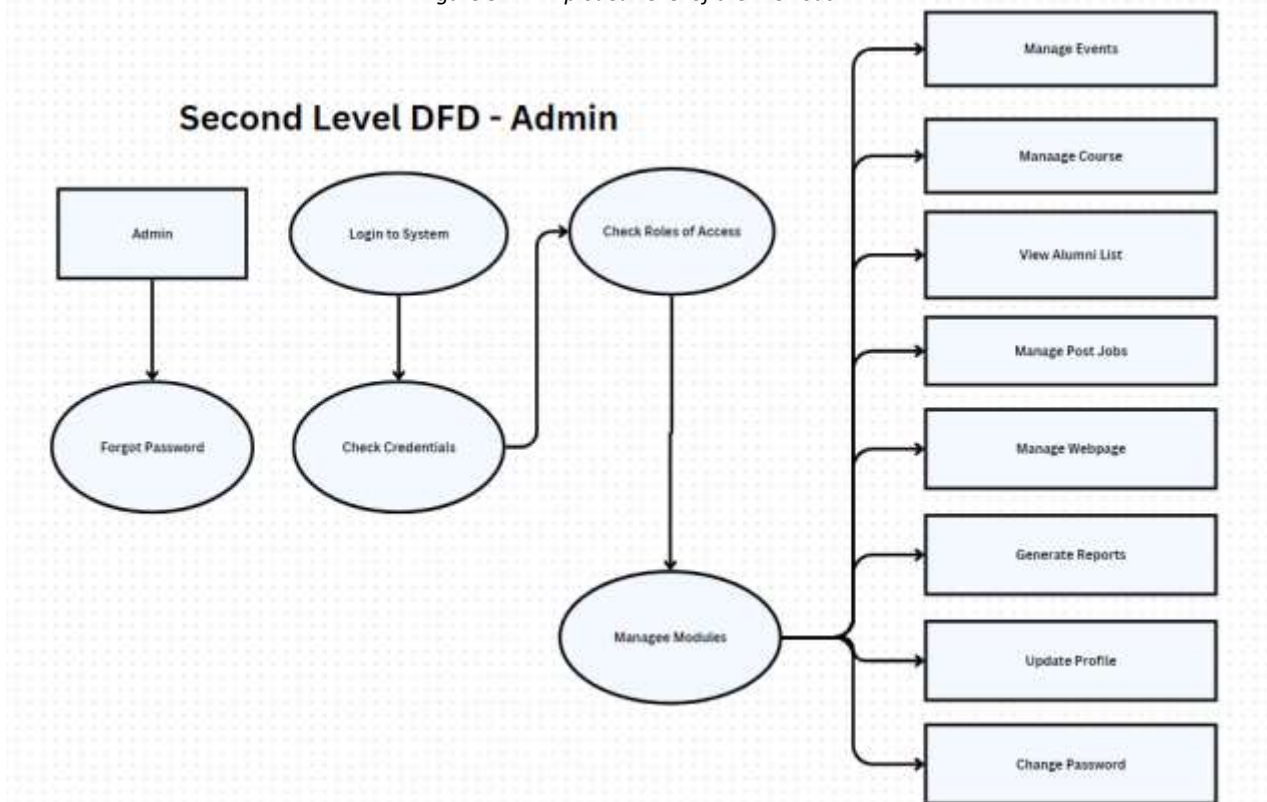 Second Level DFD - Admin
Admin
Login to System
Check Roles of Access
Forgot Password
Check Credentials
Managee Modules
Manage Events
Manaage Course
View Alumni List
Manage Post Jobs
Manage Webpage
Generate Reports
Update Profile
Change Password